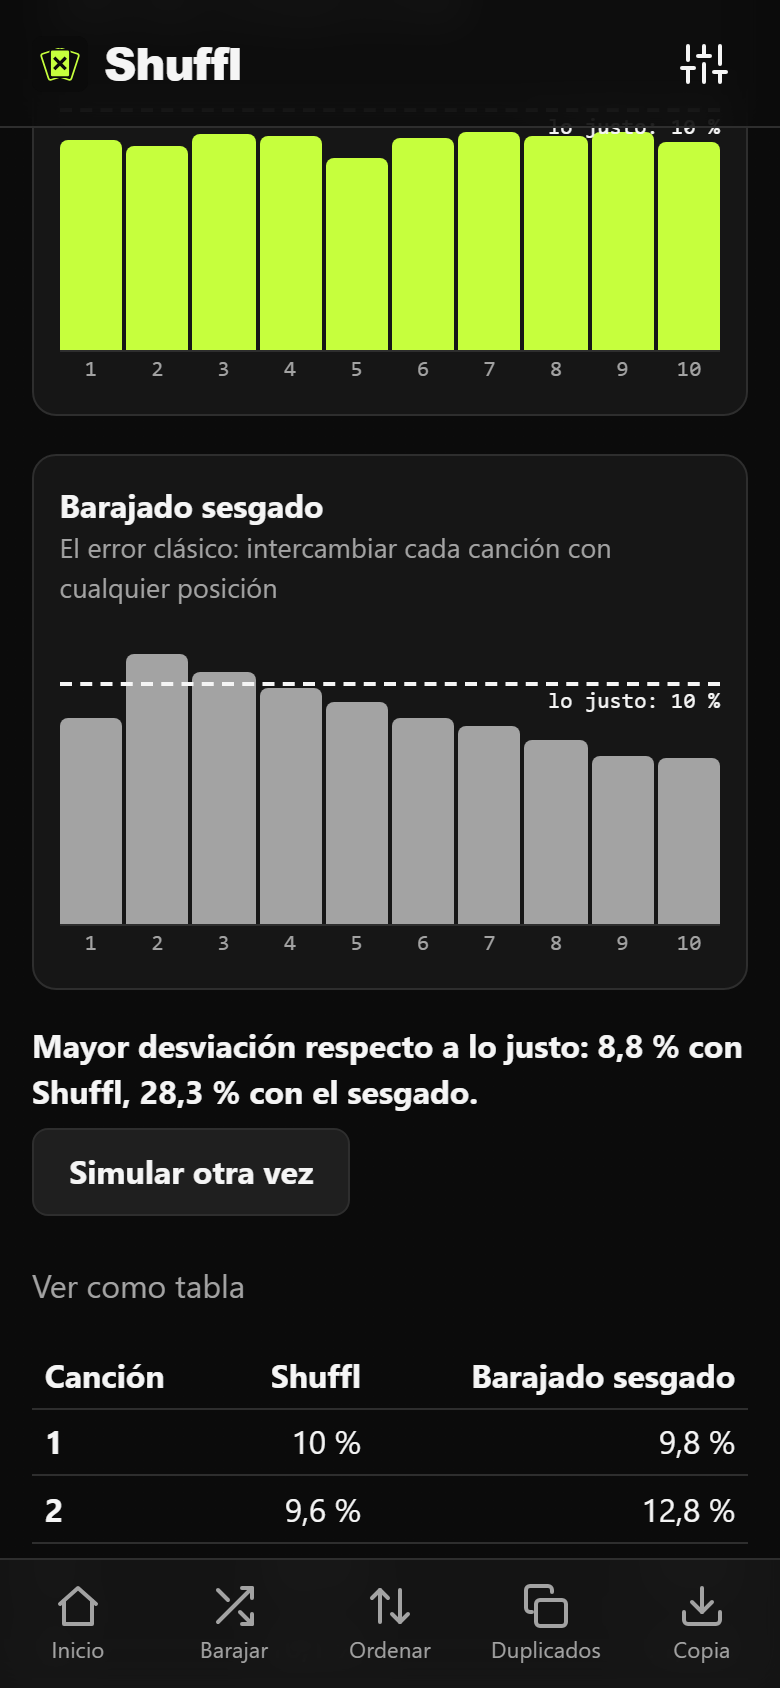 Shuffl
lo justo: 10 %
1 2 3 4 5 6 7 8 9 10
Barajado sesgado
El error clásico: intercambiar cada canción con
cualquier posición
lo justo: 10 %
1 2 3 4 5 6 7 8 9 10
Mayor desviación respecto a lo justo: 8,8 % con
Shuffl, 28,3 % con el sesgado.
Simular otra vez
Ver como tabla
Canción Shuffl Barajado sesgado
1 10 % 9,8 %
2 9,6 % 12,8 %
Inicio Barajar Ordenar Duplicados Copia